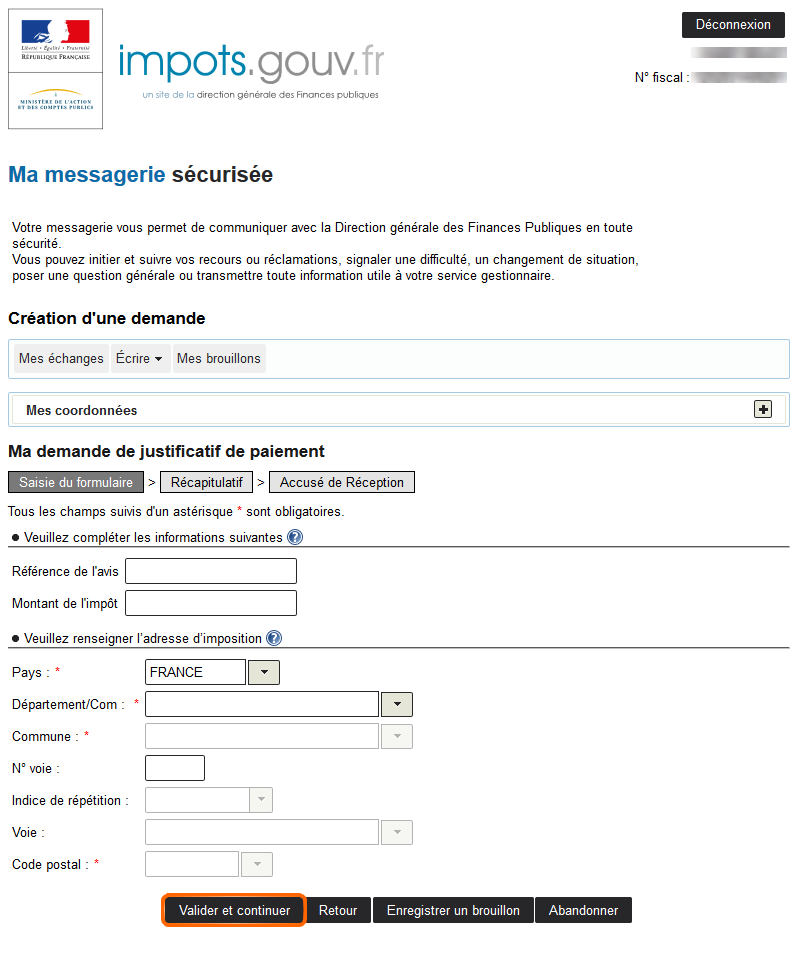 Liberté • Égalité • Fraternité
RÉPUBLIQUE FRANÇAISE
MINISTÈRE DE L'ACTION
ET DES COMPTES PUBLICS
impots.gouv.fr
un site de la direction générale des Finances publiques
Déconnexion
N° fiscal :
Ma messagerie sécurisée
Votre messagerie vous permet de communiquer avec la Direction générale des Finances Publiques en toute
sécurité.
Vous pouvez initier et suivre vos recours ou réclamations, signaler une difficulté, un changement de situation,
poser une question générale ou transmettre toute information utile à votre service gestionnaire.
Création d'une demande
Mes échanges Écrire Mes brouillons
Mes coordonnées
Ma demande de justificatif de paiement
Saisie du formulaire > Récapitulatif > Accusé de Réception
Tous les champs suivis d'un astérisque * sont obligatoires.
● Veuillez compléter les informations suivantes ?
Référence de l'avis
Montant de l'impôt
● Veuillez renseigner l'adresse d'imposition ?
Pays : * FRANCE
Département/Com : *
Commune : *
N° voie :
Indice de répétition :
Voie :
Code postal : *
Valider et continuer Retour Enregistrer un brouillon Abandonner